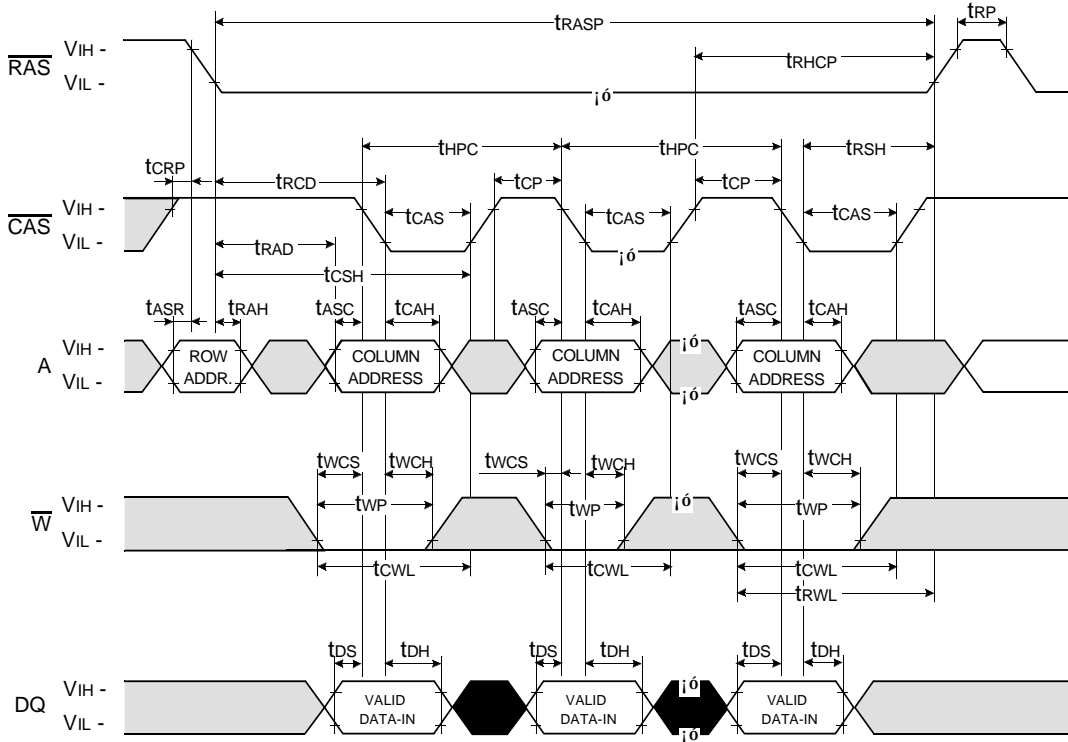 tRASP
tRP
tRHCP
RAS
VIH -
VIL -
¡ó
tHPC
tHPC
tRSH
tCRP
tRCD
tCP
tCP
CAS
VIH -
VIL -
tCAS
tCAS
tCAS
¡ó
tRAD
tCSH
tASR
tRAH
tASC
tCAH
tASC
tCAH
tASC
tCAH
A
VIH -
VIL -
ROW
ADDR.
COLUMN
ADDRESS
COLUMN
ADDRESS
¡ó
¡ó
COLUMN
ADDRESS
tWCS
tWCH
tWCS
tWCH
tWCS
tWCH
W
VIH -
VIL -
tWP
tWP
¡ó
tWP
tCWL
tCWL
tCWL
tRWL
tDS
tDH
tDS
tDH
tDS
tDH
DQ
VIH -
VIL -
VALID
DATA-IN
VALID
DATA-IN
¡ó
¡ó
VALID
DATA-IN